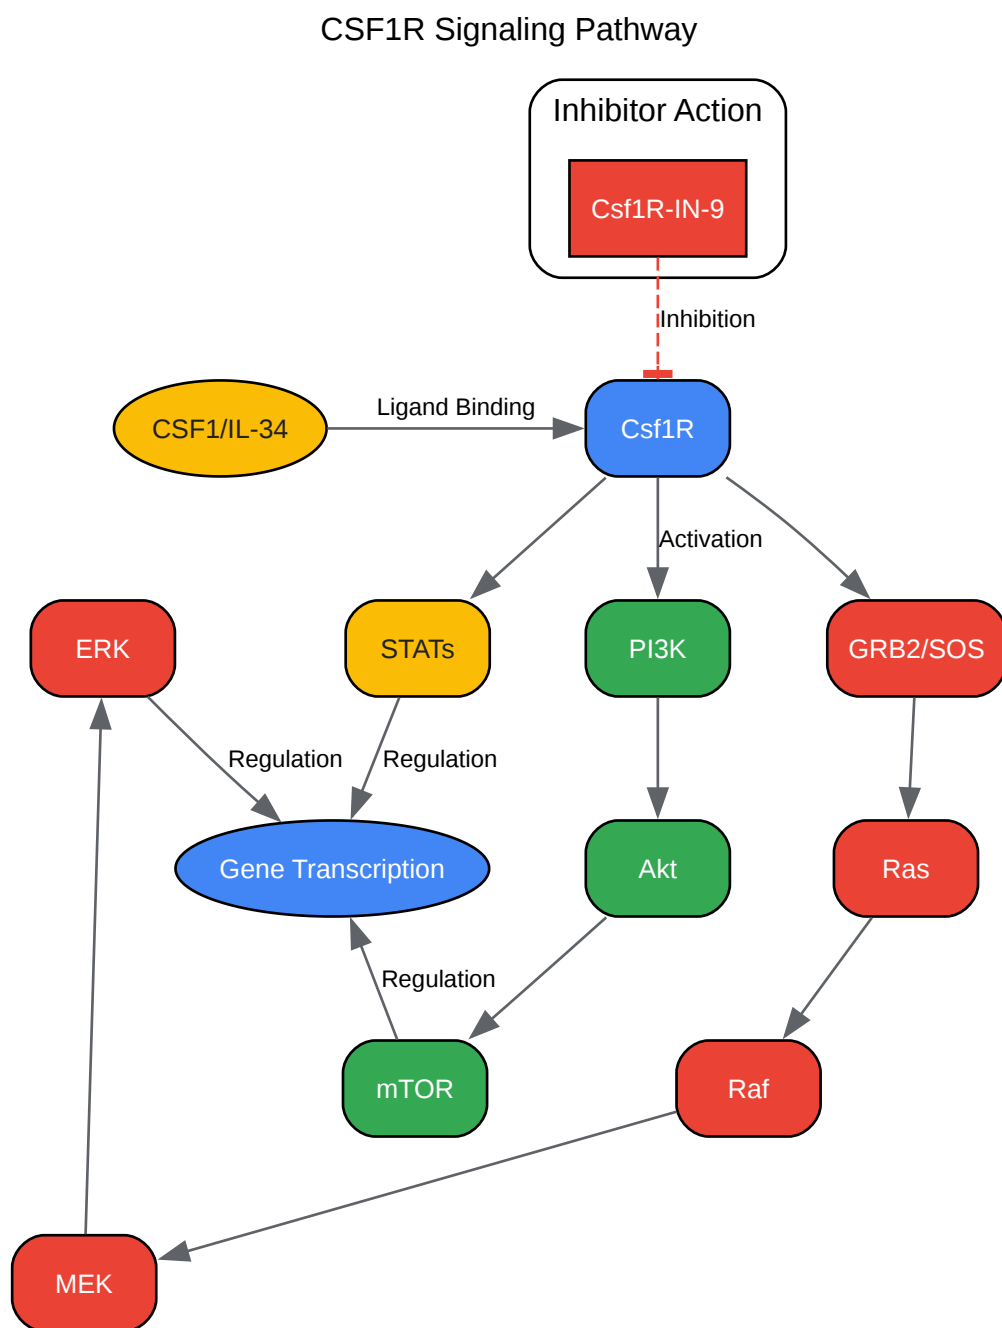 CSF1R Signaling Pathway
Inhibitor Action
Csf1R-IN-9
Inhibition
CSF1/IL-34
Ligand Binding
Csf1R
Activation
ERK
STATs
PI3K
GRB2/SOS
Regulation
Regulation
Gene Transcription
Akt
Ras
Regulation
mTOR
Raf
MEK